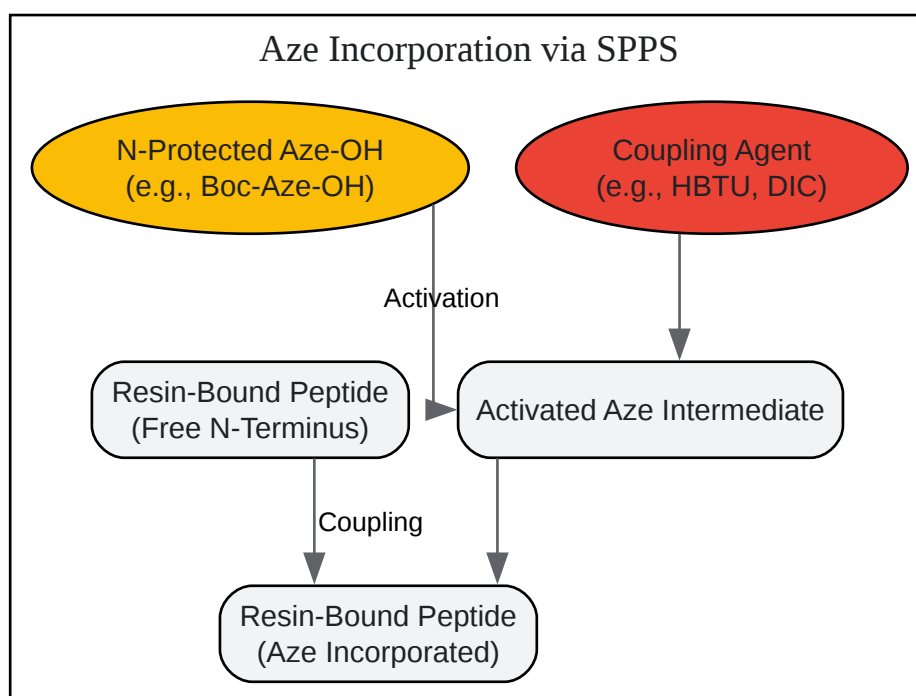 Aze Incorporation via SPPS
N-Protected Aze-OH
(e.g., Boc-Aze-OH)
Coupling Agent
(e.g., HBTU, DIC)
Activation
Resin-Bound Peptide
(Free N-Terminus)
Activated Aze Intermediate
Coupling
Resin-Bound Peptide
(Aze Incorporated)